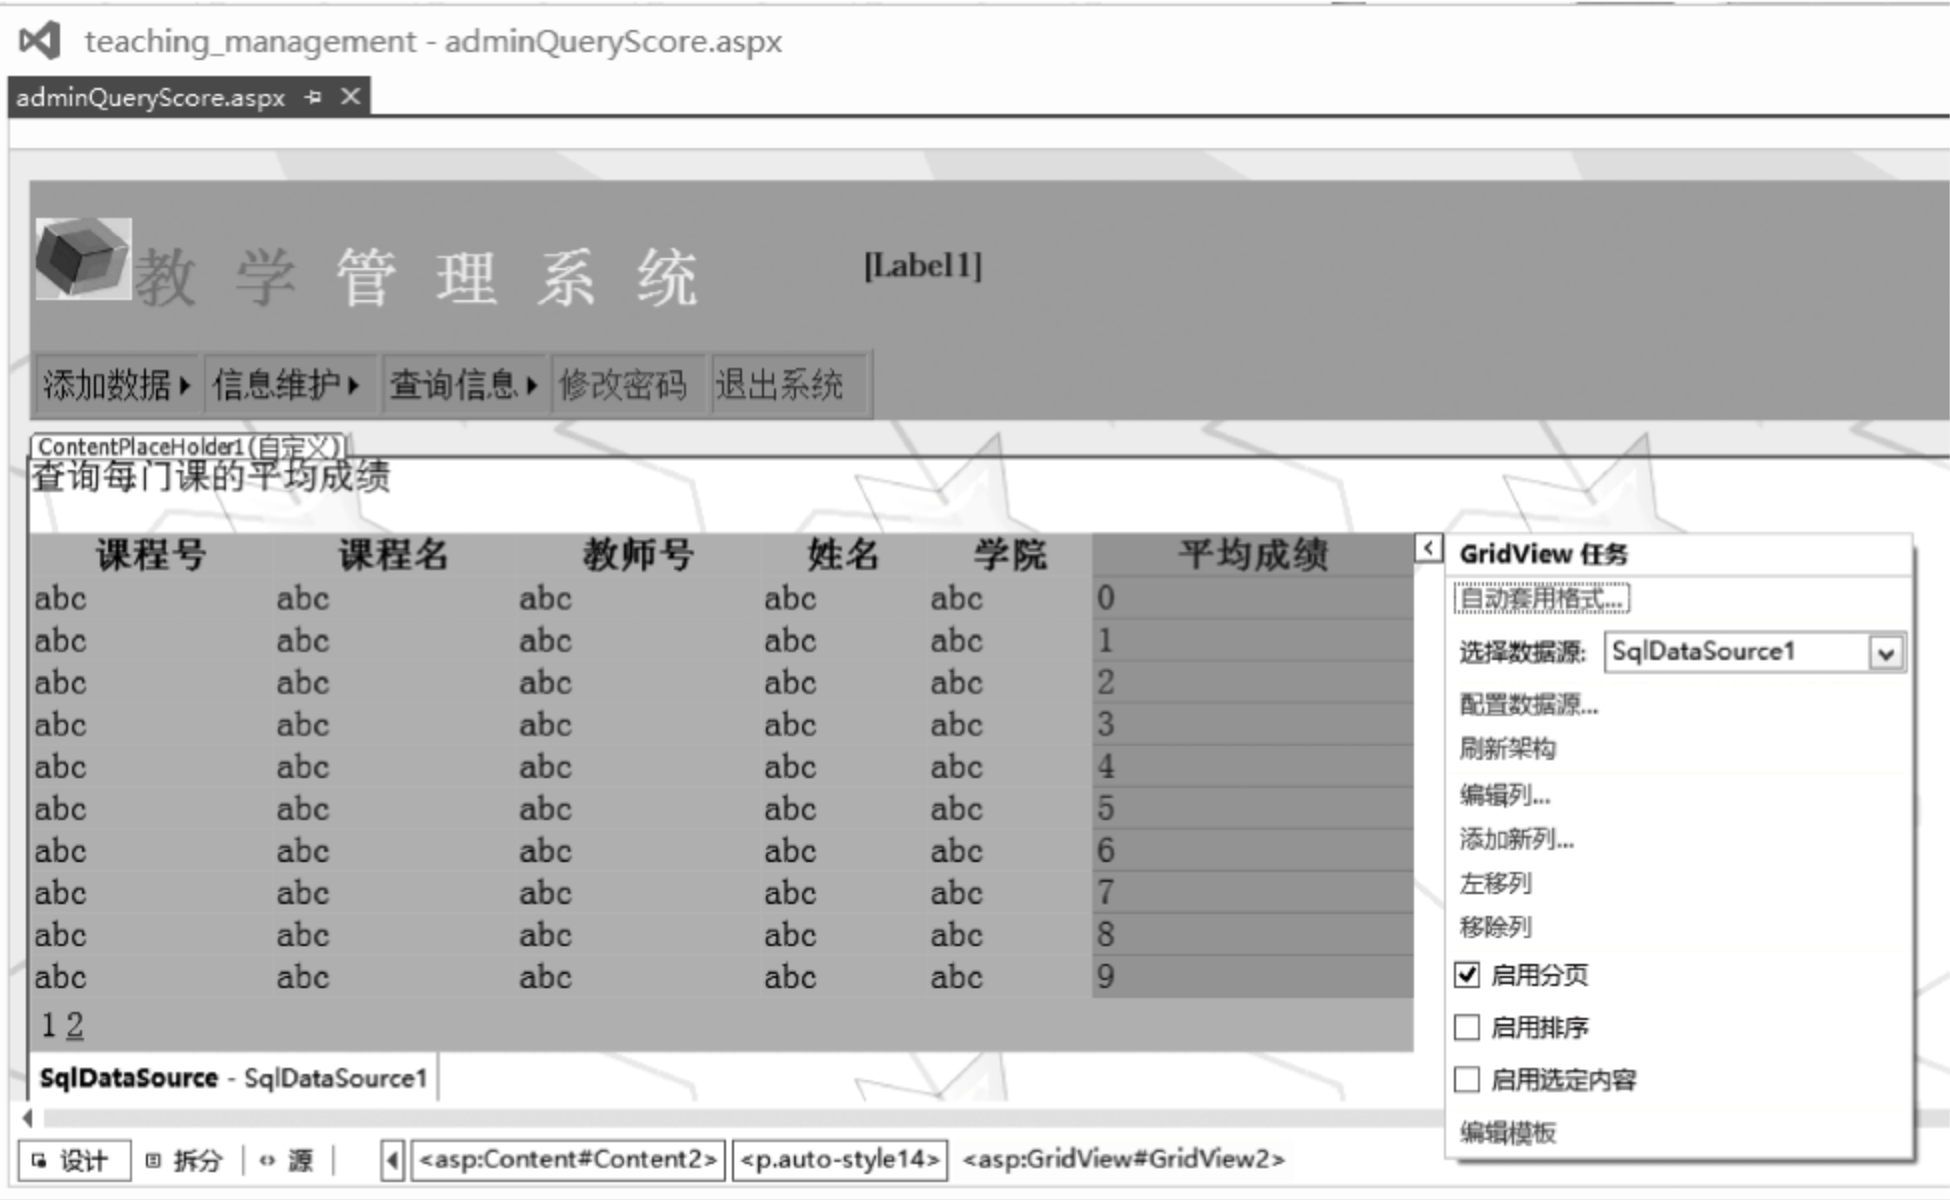 teaching_management - adminQueryScore.aspx
adminQueryScore.aspx
教 学 管 理 系 统
[Label1]
添加数据 信息维护 查询信息 修改密码 退出系统
ContentPlaceHolder1(自定义)
查询每门课的平均成绩
课程号 课程名 教师号 姓名 学院 平均成绩
abc abc abc abc abc 0
abc abc abc abc abc 1
abc abc abc abc abc 2
abc abc abc abc abc 3
abc abc abc abc abc 4
abc abc abc abc abc 5
abc abc abc abc abc 6
abc abc abc abc abc 7
abc abc abc abc abc 8
abc abc abc abc abc 9
1 2
SqlDataSource - SqlDataSource1
GridView 任务
自动套用格式...
选择数据源: SqlDataSource1
配置数据源...
刷新架构
编辑列...
添加新列...
左移列
移除列
启用分页
启用排序
启用选定内容
编辑模板
设计 拆分 源 <asp:Content#Content2> <p.auto-style14> <asp:GridView#GridView2>